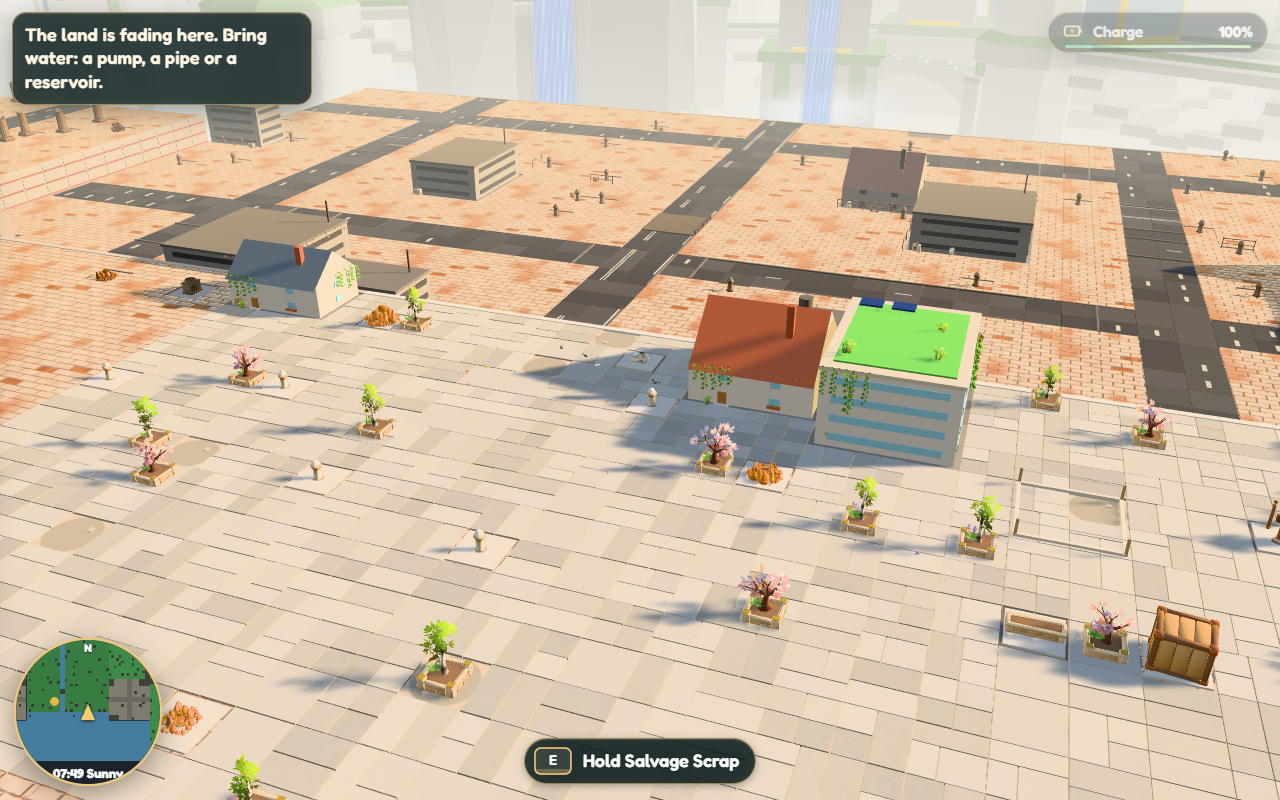 The land is fading here. Bring
water: a pump, a pipe or a
reservoir.
Charge 100%
N
07:49 Sunny
E Hold Salvage Scrap